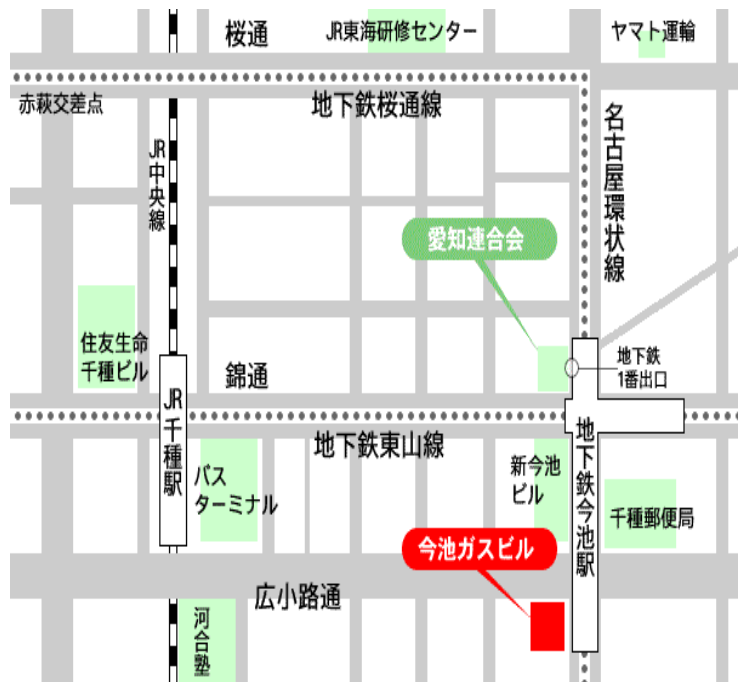 桜通
JR東海研修センター
ヤマト運輸
赤萩交差点
地下鉄桜通線
名古屋環状線
JR中央線
愛知連合会
住友生命
千種ビル
錦通
地下鉄
1番出口
JR千種駅
地下鉄東山線
地下鉄今池駅
バス
ターミナル
新今池
ビル
千種郵便局
今池ガスビル
広小路通
河合塾